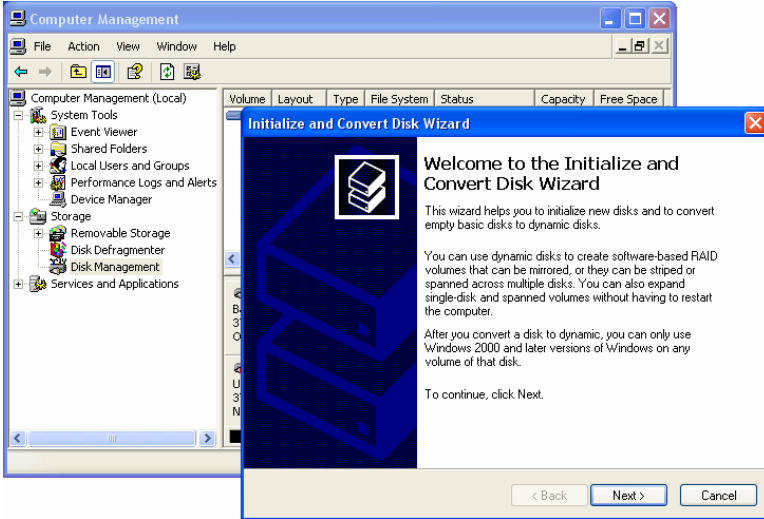 Computer Management
File Action View Window Help
Computer Management (Local)
System Tools
Event Viewer
Shared Folders
Local Users and Groups
Performance Logs and Alerts
Device Manager
Storage
Removable Storage
Disk Defragmenter
Disk Management
Services and Applications
Volume Layout Type File System Status Capacity Free Space
Initialize and Convert Disk Wizard
Welcome to the Initialize and
Convert Disk Wizard
This wizard helps you to initialize new disks and to convert
empty basic disks to dynamic disks.
You can use dynamic disks to create software-based RAID
volumes that can be mirrored, or they can be striped or
spanned across multiple disks. You can also expand
single-disk and spanned volumes without having to restart
the computer.
After you convert a disk to dynamic, you can only use
Windows 2000 and later versions of Windows on any
volume of that disk.
To continue, click Next.
< Back Next > Cancel